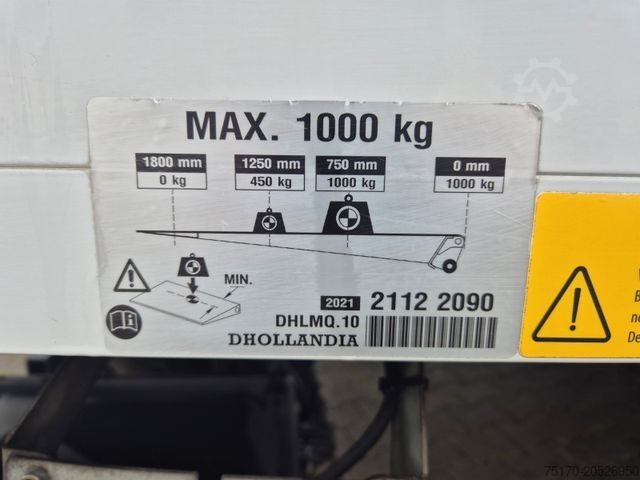 MAX. 1000 kg
1800 mm 1250 mm 750 mm 0 mm
0 kg 450 kg 1000 kg 1000 kg
MIN.
2021 2112 2090
DHLMQ.10
DHOLLANDIA
75170-20526950